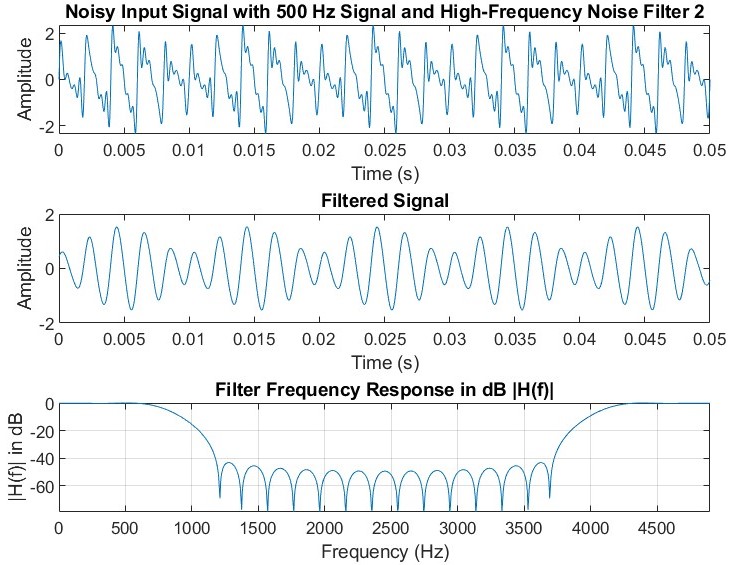 Noisy Input Signal with 500 Hz Signal and High-Frequency Noise Filter 2
Amplitude
2
0
-2
0 0.005 0.01 0.015 0.02 0.025 0.03 0.035 0.04 0.045 0.05
Time (s)
Filtered Signal
Amplitude
2
0
-2
0 0.005 0.01 0.015 0.02 0.025 0.03 0.035 0.04 0.045 0.05
Time (s)
Filter Frequency Response in dB |H(f)|
|H(f)| in dB
0
-20
-40
-60
0 500 1000 1500 2000 2500 3000 3500 4000 4500
Frequency (Hz)